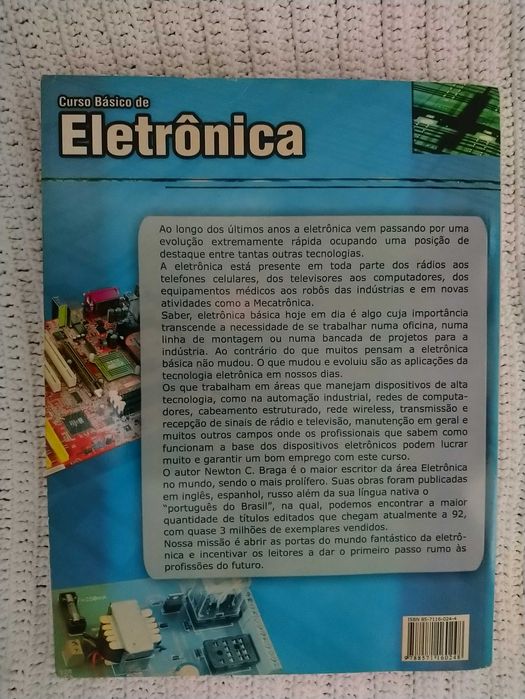 Curso Básico de
Eletrônica
Ao longo dos últimos anos a eletrônica vem passando por uma
evolução extremamente rápida ocupando uma posição de
destaque entre tantas outras tecnologias.
A eletrônica está presente em toda parte dos rádios aos
telefones celulares, dos televisores aos computadores, dos
equipamentos médicos aos robôs das indústrias e em novas
atividades como a Mecatrônica.
Saber, eletrônica básica hoje em dia é algo cuja importância
transcende a necessidade de se trabalhar numa oficina, numa
linha de montagem ou numa bancada de projetos para a
indústria. Ao contrário do que muitos pensam a eletrônica
básica não mudou. O que mudou e evoluiu são as aplicações da
tecnologia eletrônica em nossos dias.
Os que trabalham em áreas que manejam dispositivos de alta
tecnologia, como na automação industrial, redes de computa-
dores, cabeamento estruturado, rede wireless, transmissão e
recepção de sinais de rádio e televisão, manutenção em geral e
muitos outros campos onde os profissionais que sabem como
funcionam a base dos dispositivos eletrônicos podem lucrar
muito e garantir um bom emprego com este curso.
O autor Newton C. Braga é o maior escritor da área Eletrônica
no mundo, sendo o mais prolífero. Suas obras foram publicadas
em inglês, espanhol, russo além da sua língua nativa o
"português do Brasil", na qual, podemos encontrar a maior
quantidade de títulos editados que chegam atualmente a 92,
com quase 3 milhões de exemplares vendidos.
Nossa missão é abrir as portas do mundo fantástico da eletrô-
nica e incentivar os leitores a dar o primeiro passo rumo às
profissões do futuro.
ISBN 85-7116-024-4
9 788571 160248